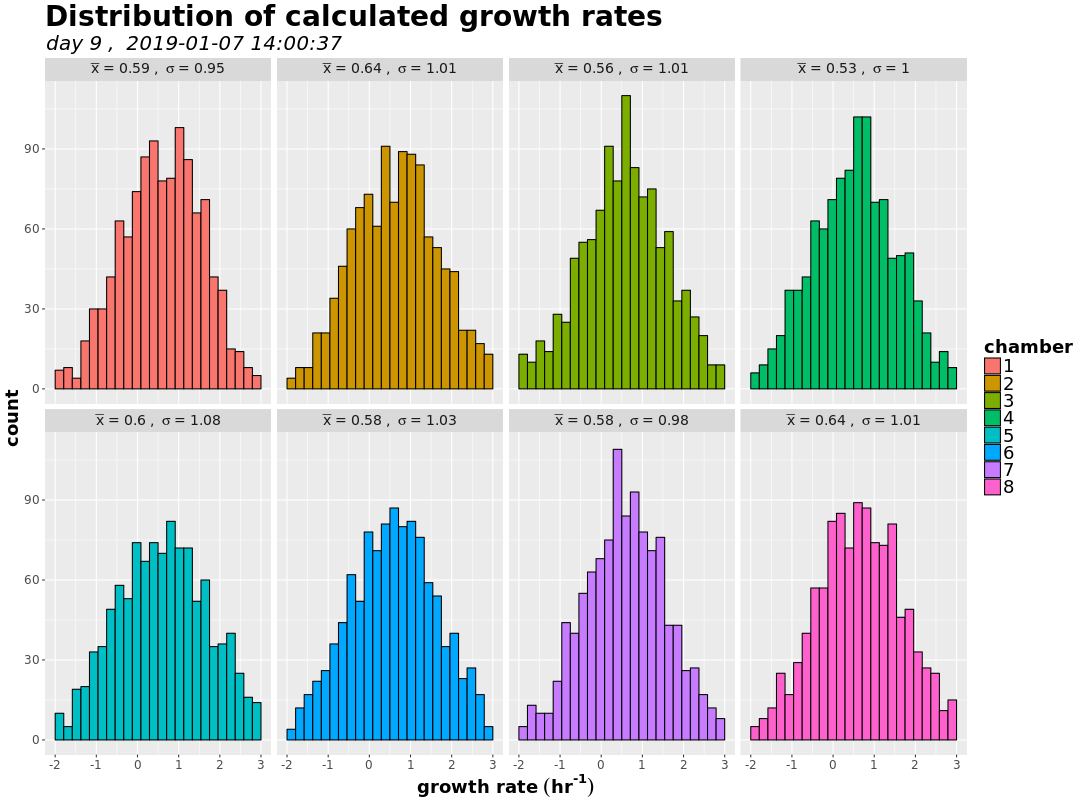 Distribution of calculated growth rates
day 9 ,  2019-01-07 14:00:37
x̅ = 0.59 ,  σ = 0.95
x̅ = 0.64 ,  σ = 1.01
x̅ = 0.56 ,  σ = 1.01
x̅ = 0.53 ,  σ = 1
90
60
30
0
x̅ = 0.6 ,  σ = 1.08
x̅ = 0.58 ,  σ = 1.03
x̅ = 0.58 ,  σ = 0.98
x̅ = 0.64 ,  σ = 1.01
90
60
30
0
-2 -1 0 1 2 3
-2 -1 0 1 2 3
-2 -1 0 1 2 3
-2 -1 0 1 2 3
growth rate (hr⁻¹)
count
chamber
1
2
3
4
5
6
7
8